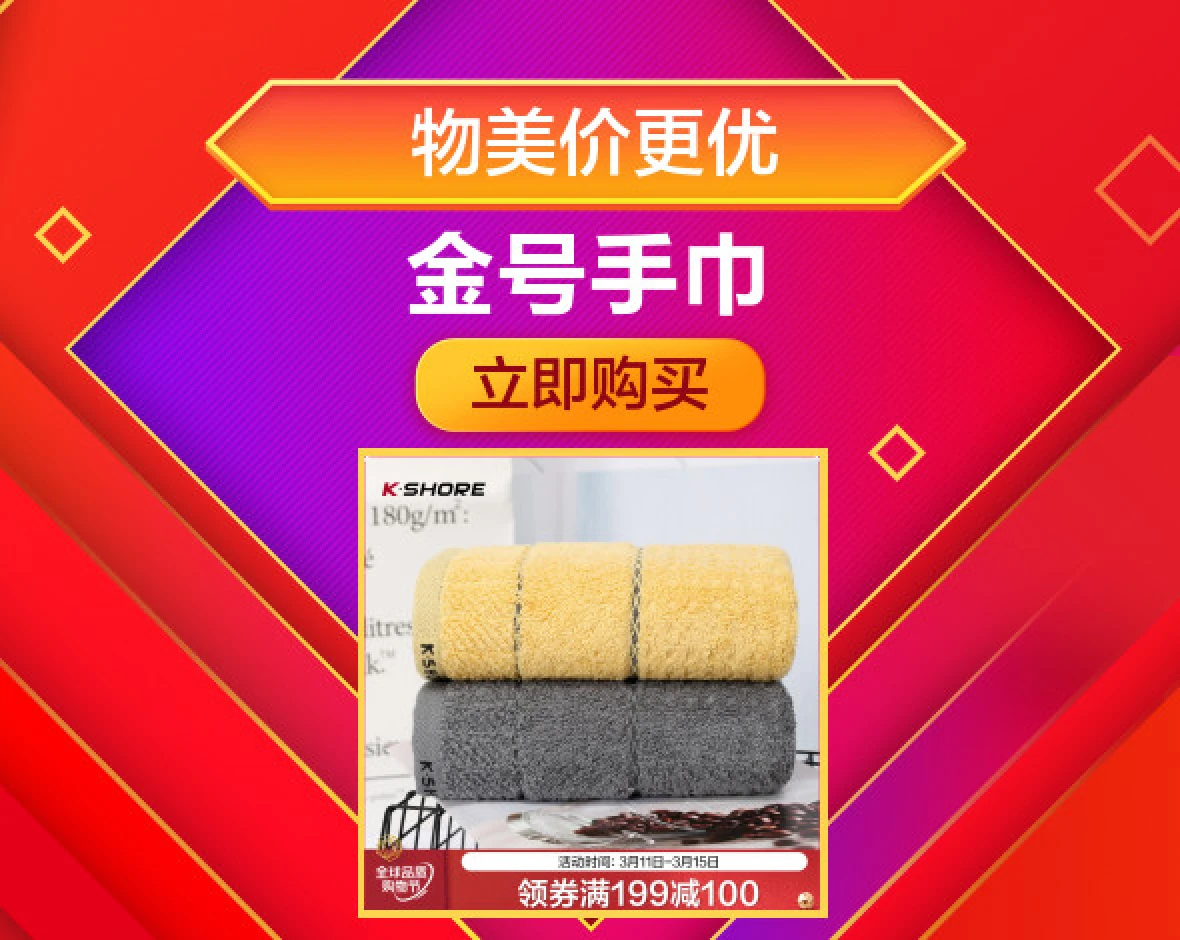 物美价更优
金号手巾
立即购买
K·SHORE
180g/m²:
litres
k.™
活动时间：3月11日-3月15日
全球品质
购物节
领券满199减100